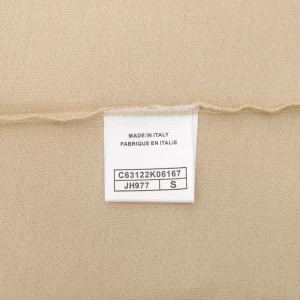 MADE IN ITALY
FABRIQUE EN ITALIE
C63122K06167
JH977 S